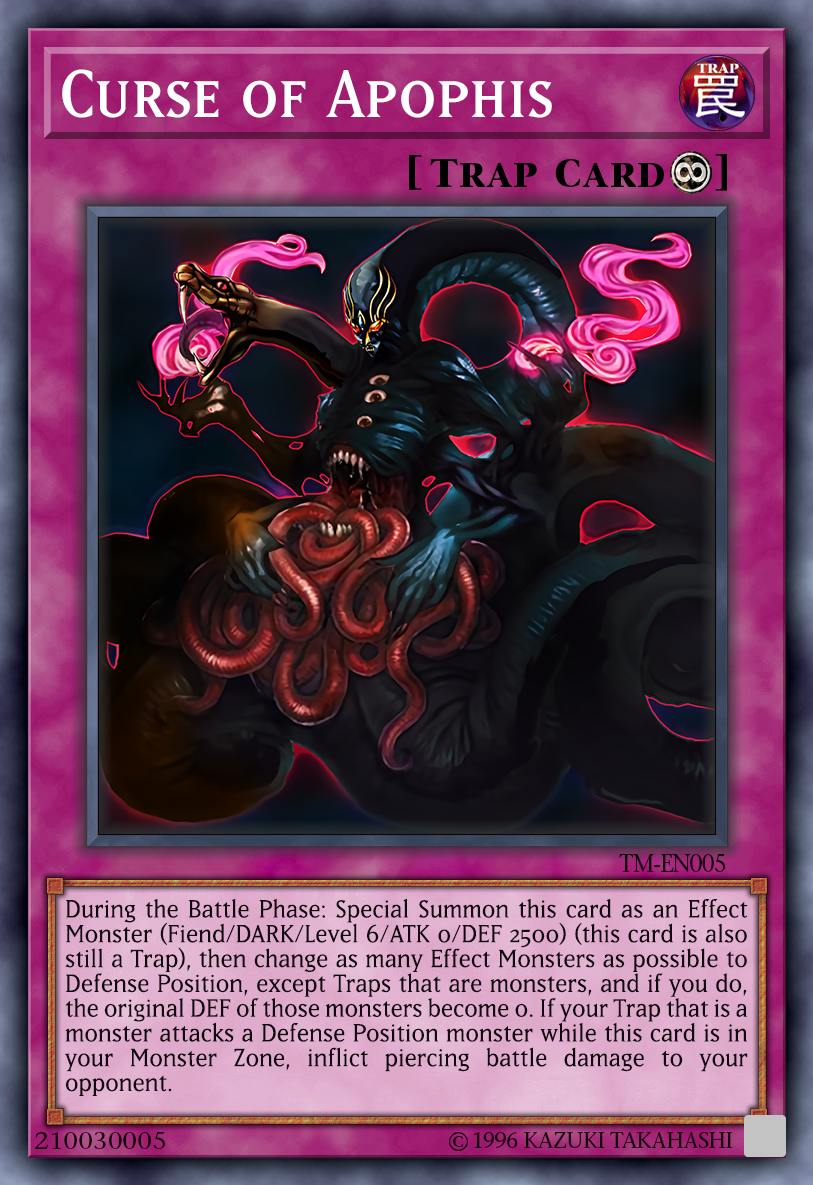 Curse of Apophis
TRAP
罠
[Trap Card]
TM-EN005
During the Battle Phase: Special Summon this card as an Effect
Monster (Fiend/DARK/Level 6/ATK 0/DEF 2500) (this card is also
still a Trap), then change as many Effect Monsters as possible to
Defense Position, except Traps that are monsters, and if you do,
the original DEF of those monsters become 0. If your Trap that is a
monster attacks a Defense Position monster while this card is in
your Monster Zone, inflict piercing battle damage to your
opponent.
210030005
© 1996 KAZUKI TAKAHASHI